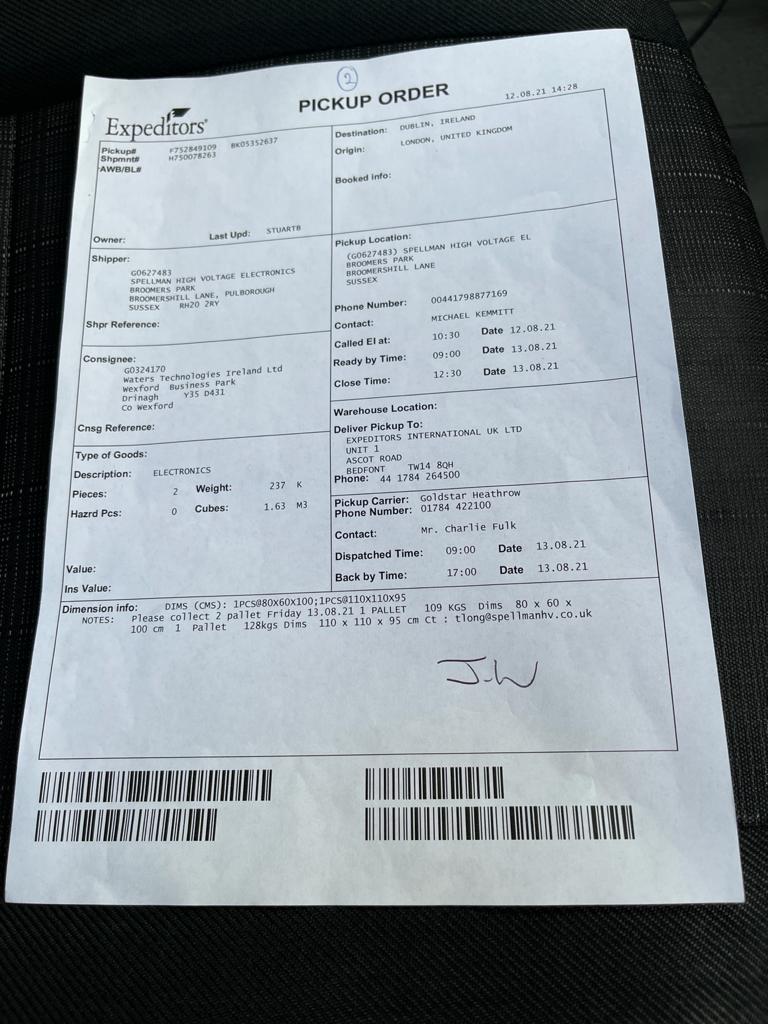 2
PICKUP ORDER
12.08.21 14:28
Expeditors
Pickup# F752849109 BK05352637
Shpmnt# H750078263
AWB/BL#
Owner: Last Upd: STUARTB
Destination: DUBLIN, IRELAND
Origin: LONDON, UNITED KINGDOM
Booked info:
Shipper:
G0627483
SPELLMAN HIGH VOLTAGE ELECTRONICS
BROOMERS PARK
BROOMERSHILL LANE, PULBOROUGH
SUSSEX RH20 2RY
Shpr Reference:
Pickup Location:
(G0627483) SPELLMAN HIGH VOLTAGE EL
BROOMERS PARK
BROOMERSHILL LANE
SUSSEX
Phone Number: 00441798877169
Contact: MICHAEL KEMMITT
Called EI at: 10:30 Date 12.08.21
Ready by Time: 09:00 Date 13.08.21
Close Time: 12:30 Date 13.08.21
Consignee:
G0324170
Waters Technologies Ireland Ltd
Wexford Business Park
Drinagh Y35 D431
Co Wexford
Cnsg Reference:
Warehouse Location:
Deliver Pickup To:
EXPEDITORS INTERNATIONAL UK LTD
UNIT 1
ASCOT ROAD
BEDFONT TW14 8QH
Phone: 44 1784 264500
Type of Goods:
Description: ELECTRONICS
Pieces: 2 Weight: 237 K
Hazrd Pcs: 0 Cubes: 1.63 M3
Value:
Ins Value:
Pickup Carrier: Goldstar Heathrow
Phone Number: 01784 422100
Contact: Mr. Charlie Fulk
Dispatched Time: 09:00 Date 13.08.21
Back by Time: 17:00 Date 13.08.21
Dimension info: DIMS (CMS): 1PCS@80X60X100;1PCS@110X110X95
NOTES: Please collect 2 pallet Friday 13.08.21 1 PALLET 109 KGS Dims 80 x 60 x
100 cm 1 Pallet 128kgs Dims 110 x 110 x 95 cm Ct : tlong@spellmanhv.co.uk
J.W